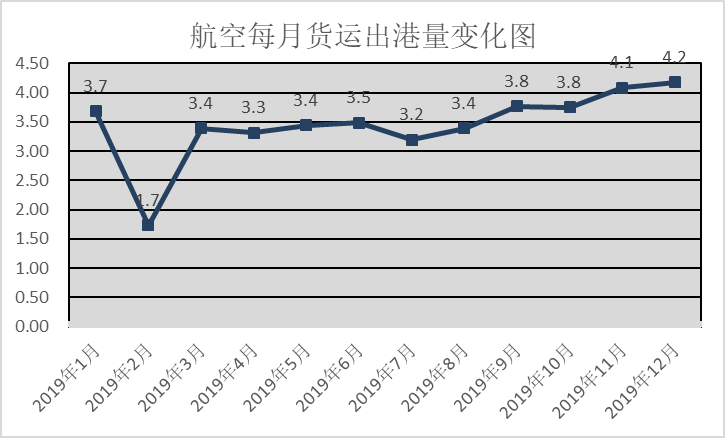 航空每月货运出港量变化图
4.50
4.00
3.50
3.00
2.50
2.00
1.50
1.00
0.50
0.00
3.7
1.7
3.4
3.3
3.4
3.5
3.2
3.4
3.8
3.8
4.1
4.2
2019年1月
2019年2月
2019年3月
2019年4月
2019年5月
2019年6月
2019年7月
2019年8月
2019年9月
2019年10月
2019年11月
2019年12月